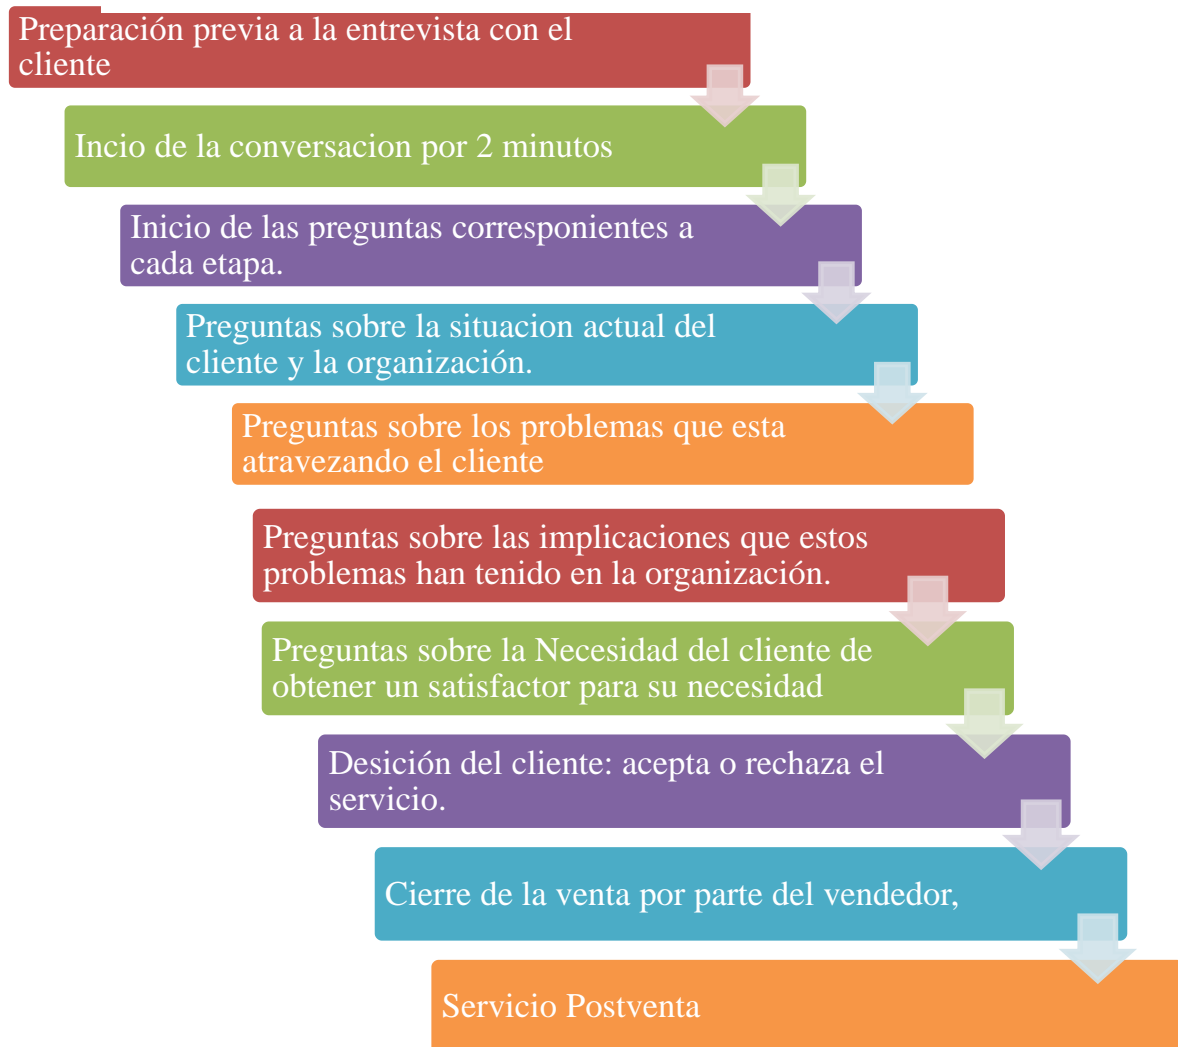 Preparación previa a la entrevista con el
cliente
Incio de la conversacion por 2 minutos
Inicio de las preguntas corresponientes a
cada etapa.
Preguntas sobre la situacion actual del
cliente y la organización.
Preguntas sobre los problemas que esta
atravezando el cliente
Preguntas sobre las implicaciones que estos
problemas han tenido en la organización.
Preguntas sobre la Necesidad del cliente de
obtener un satisfactor para su necesidad
Desición del cliente: acepta o rechaza el
servicio.
Cierre de la venta por parte del vendedor,
Servicio Postventa